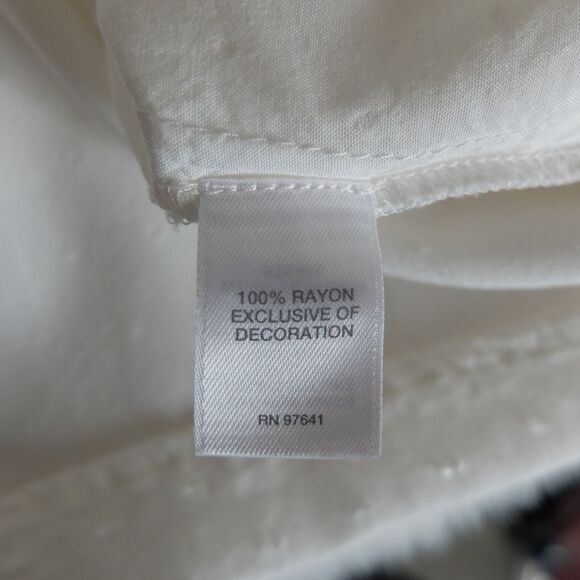 100% RAYON
EXCLUSIVE OF
DECORATION
RN 97641